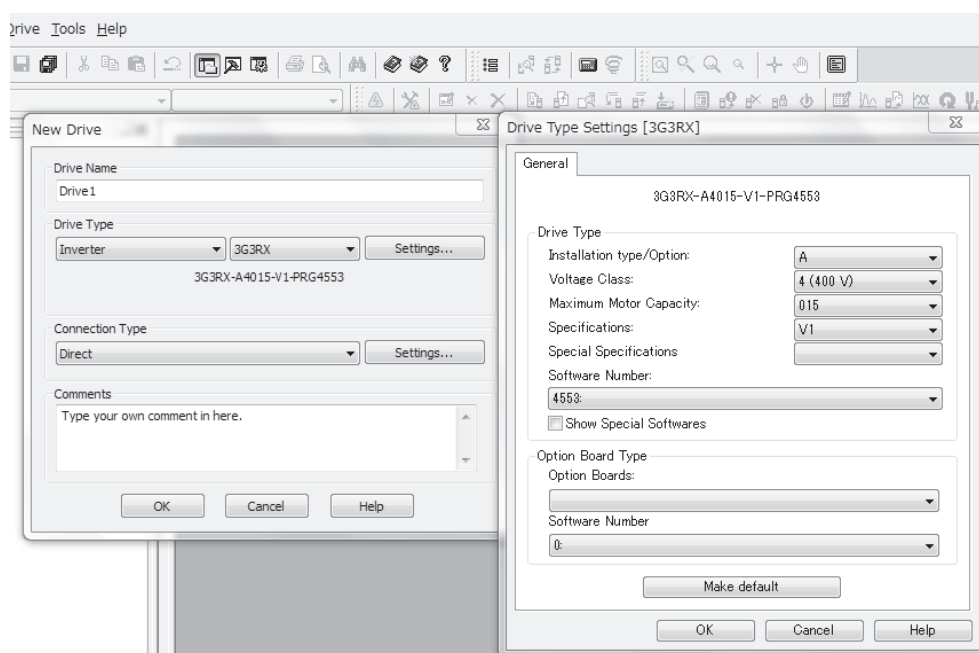 Drive Tools Help
New Drive
Drive Name
Drive1
Drive Type
Inverter
3G3RX
Settings...
3G3RX-A4015-V1-PRG4553
Connection Type
Direct
Settings...
Comments
Type your own comment in here.
OK
Cancel
Help
Drive Type Settings [3G3RX]
General
3G3RX-A4015-V1-PRG4553
Drive Type
Installation type/Option:
A
Voltage Class:
4 (400 V)
Maximum Motor Capacity:
015
Specifications:
V1
Special Specifications
Software Number:
4553:
Show Special Softwares
Option Board Type
Option Boards:
Software Number
0:
Make default
OK
Cancel
Help